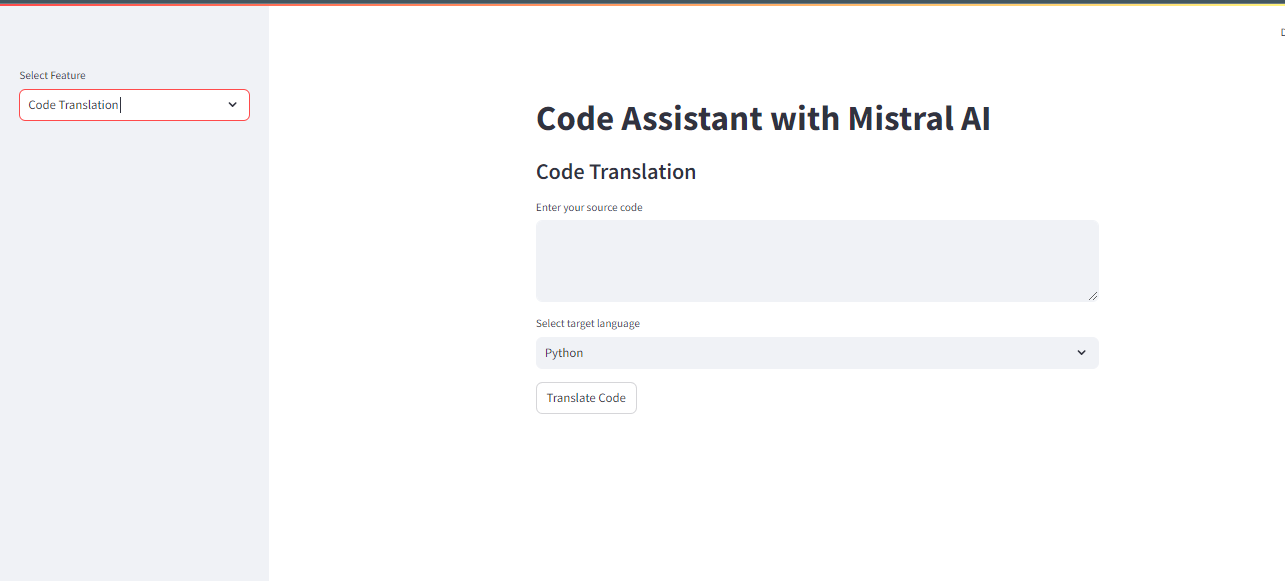 Select Feature
Code Translation
Code Assistant with Mistral AI
Code Translation
Enter your source code
Select target language
Python
Translate Code